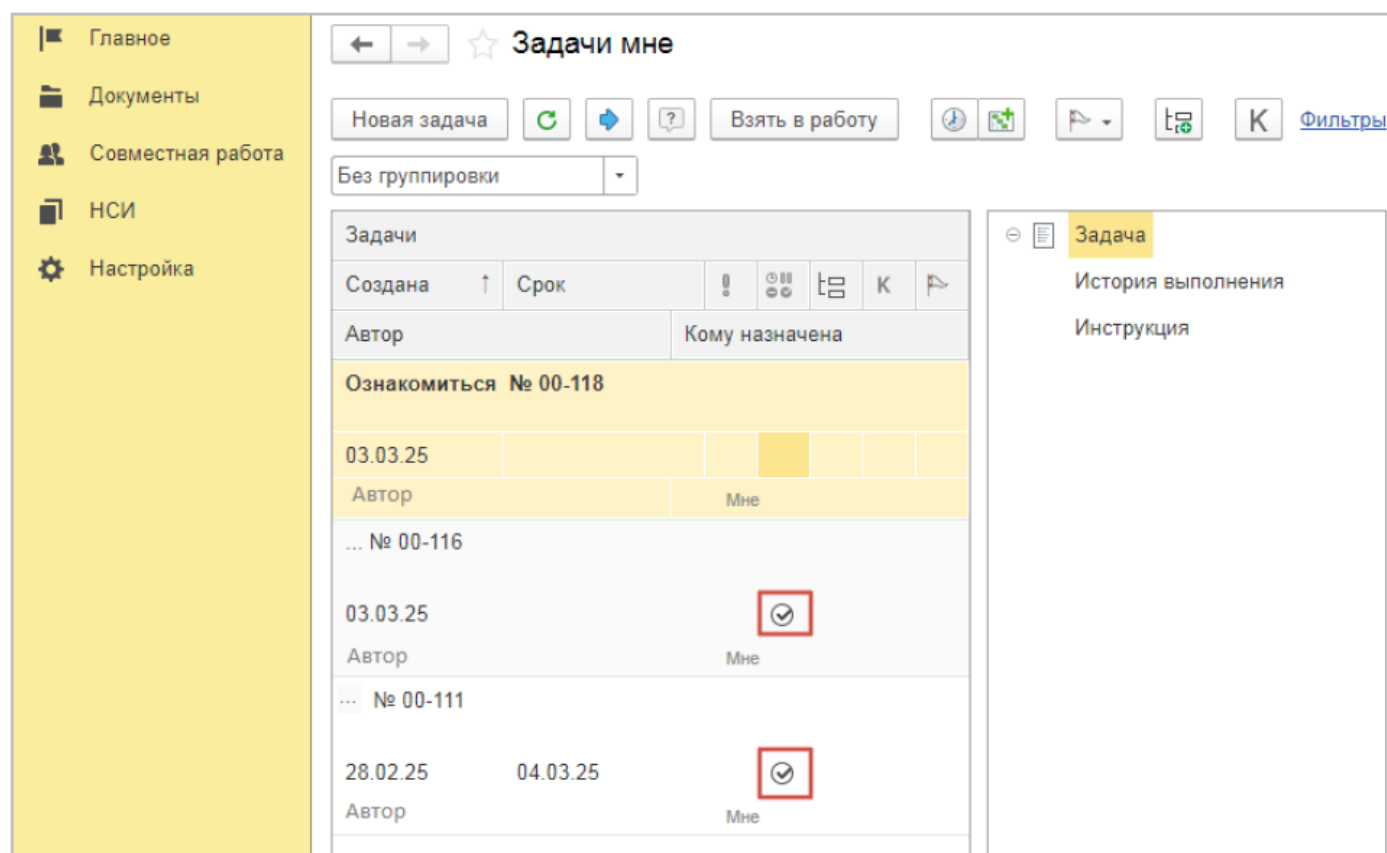 Главное
Документы
Совместная работа
НСИ
Настройка
Задачи мне
Новая задача
Взять в работу
K
Фильтры
Без группировки
Задачи
Создана ↑ Срок K
Автор Кому назначена
Ознакомиться № 00-118
03.03.25
Автор Мне
... № 00-116
03.03.25
Автор Мне
... № 00-111
28.02.25 04.03.25
Автор Мне
Задача
История выполнения
Инструкция